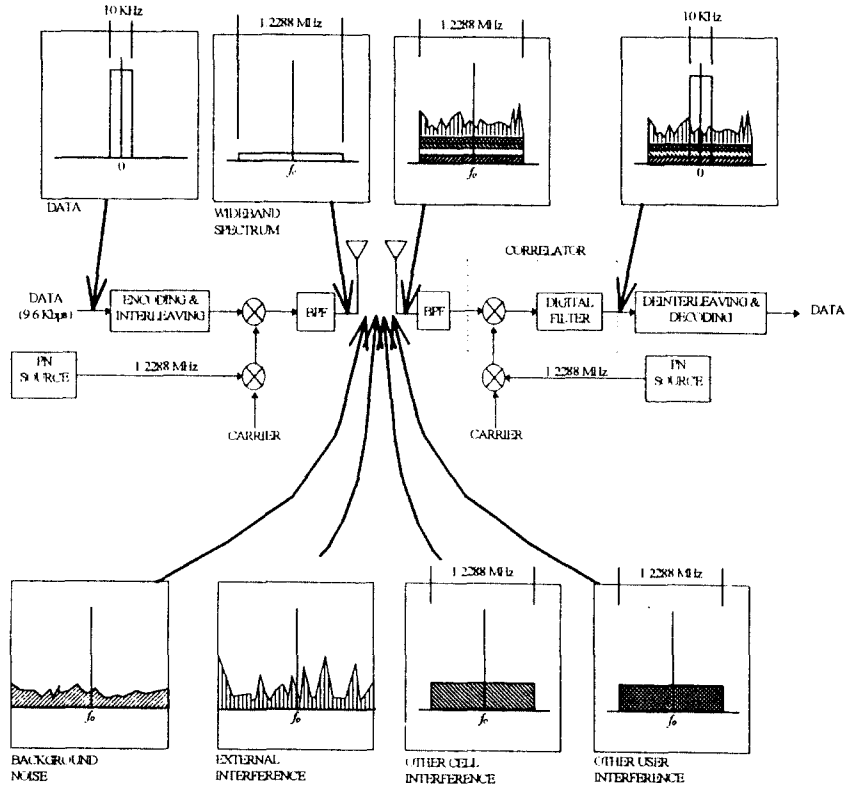 10 KHz
1 2288 MHz
1 2288 MHz
10 KHz
0
fc
fo
0
DATA
WIDEBAND
SPECTRUM
CORRELATOR
DATA
(9.6 Kbps)
ENCODING &
INTERLEAVING
BPF
BPF
DIGITAL
FILTER
DEINTERLEAVING &
DECODING
DATA
PN
SOURCE
1 2288 MHz
1 2288 MHz
PN
SOURCE
CARRIER
CARRIER
1 2288 MHz
1 2288 MHz
fo
fo
fc
fo
BACKGROUND
NOISE
EXTERNAL
INTERFERENCE
OTHER CELL
INTERFERENCE
OTHER USER
INTERFERENCE